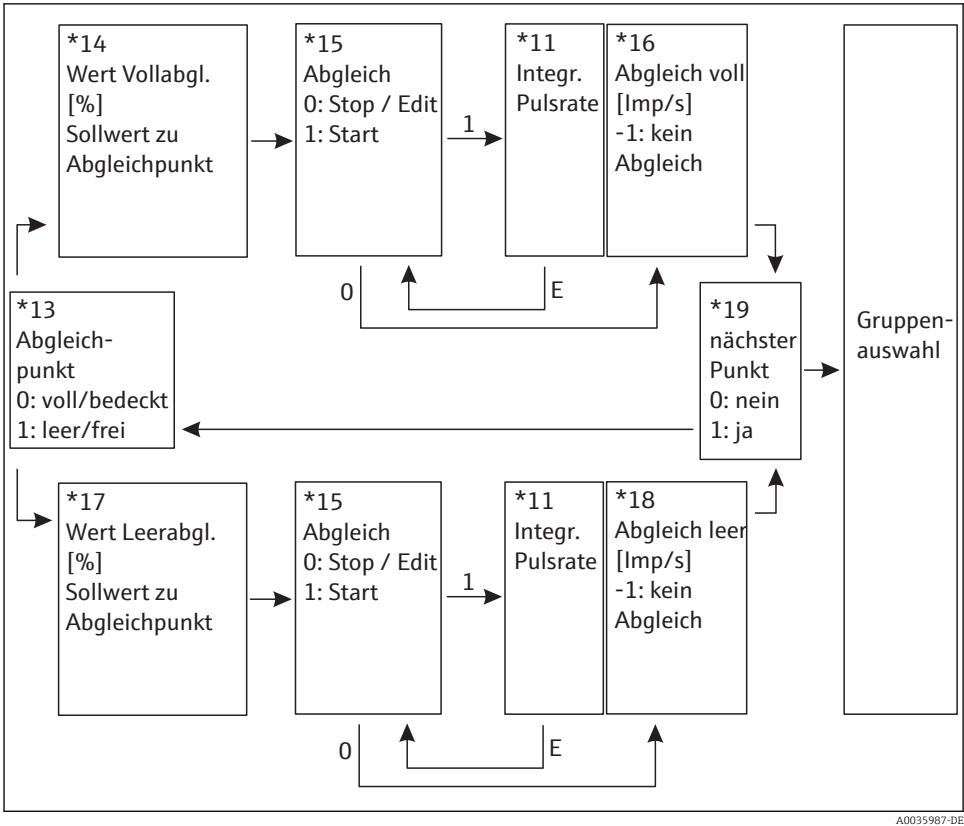 *14
Wert Vollabgl.
[%]
Sollwert zu
Abgleichpunkt
*15
Abgleich
0: Stop / Edit
1: Start
1
*11
Integr.
Pulsrate
*16
Abgleich voll
[Imp/s]
-1: kein
Abgleich
0
E
*13
Abgleich-
punkt
0: voll/bedeckt
1: leer/frei
*19
nächster
Punkt
0: nein
1: ja
Gruppen-
auswahl
*17
Wert Leerabgl.
[%]
Sollwert zu
Abgleichpunkt
*15
Abgleich
0: Stop / Edit
1: Start
1
*11
Integr.
Pulsrate
*18
Abgleich leer
[Imp/s]
-1: kein
Abgleich
0
E
A0035987-DE